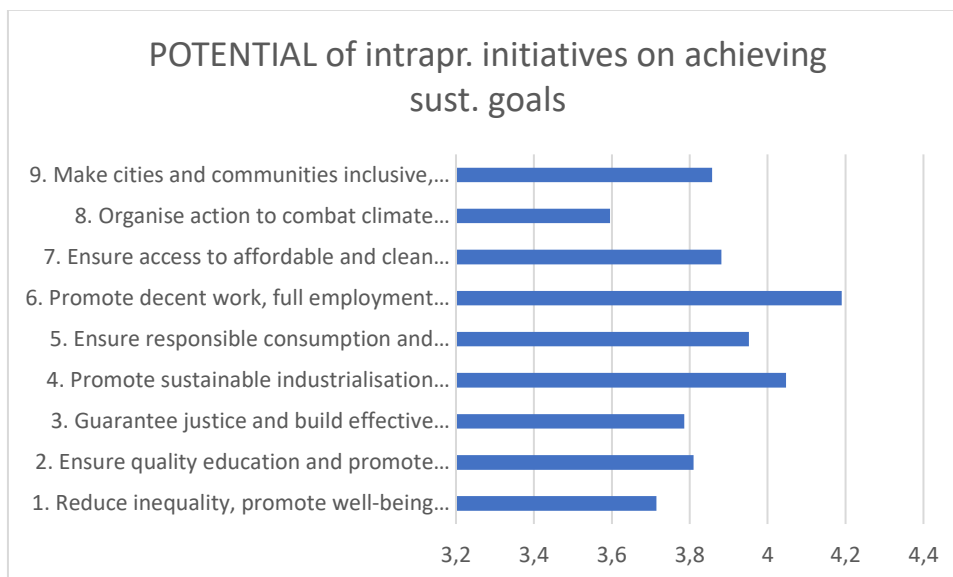 POTENTIAL of intrapr. initiatives on achieving
sust. goals
9. Make cities and communities inclusive,...
8. Organise action to combat climate...
7. Ensure access to affordable and clean...
6. Promote decent work, full employment...
5. Ensure responsible consumption and...
4. Promote sustainable industrialisation...
3. Guarantee justice and build effective...
2. Ensure quality education and promote...
1. Reduce inequality, promote well-being...
3,2 3,4 3,6 3,8 4 4,2 4,4